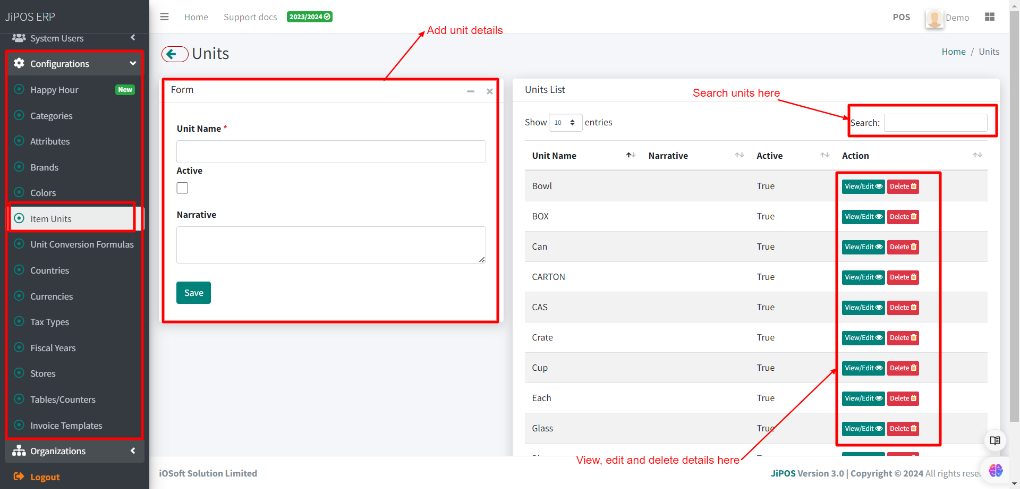 JiPOS ERP
Home Support docs 2023/2024 POS Demo
System Users
Configurations
Happy Hour New
Categories
Attributes
Brands
Colors
Item Units
Unit Conversion Formulas
Countries
Currencies
Tax Types
Fiscal Years
Stores
Tables/Counters
Invoice Templates
Organizations
Logout
Add unit details
Units
Home / Units
Form
Unit Name *
Active
Narrative
Save
Units List
Search units here
Show 10 entries
Search:
Unit Name Narrative Active Action
Bowl True View/Edit Delete
BOX True View/Edit Delete
Can True View/Edit Delete
CARTON True View/Edit Delete
CAS True View/Edit Delete
Crate True View/Edit Delete
Cup True View/Edit Delete
Each True View/Edit Delete
Glass True View/Edit Delete
View, edit and delete details here
iOSoft Solution Limited
JiPOS Version 3.0 | Copyright © 2024 All rights